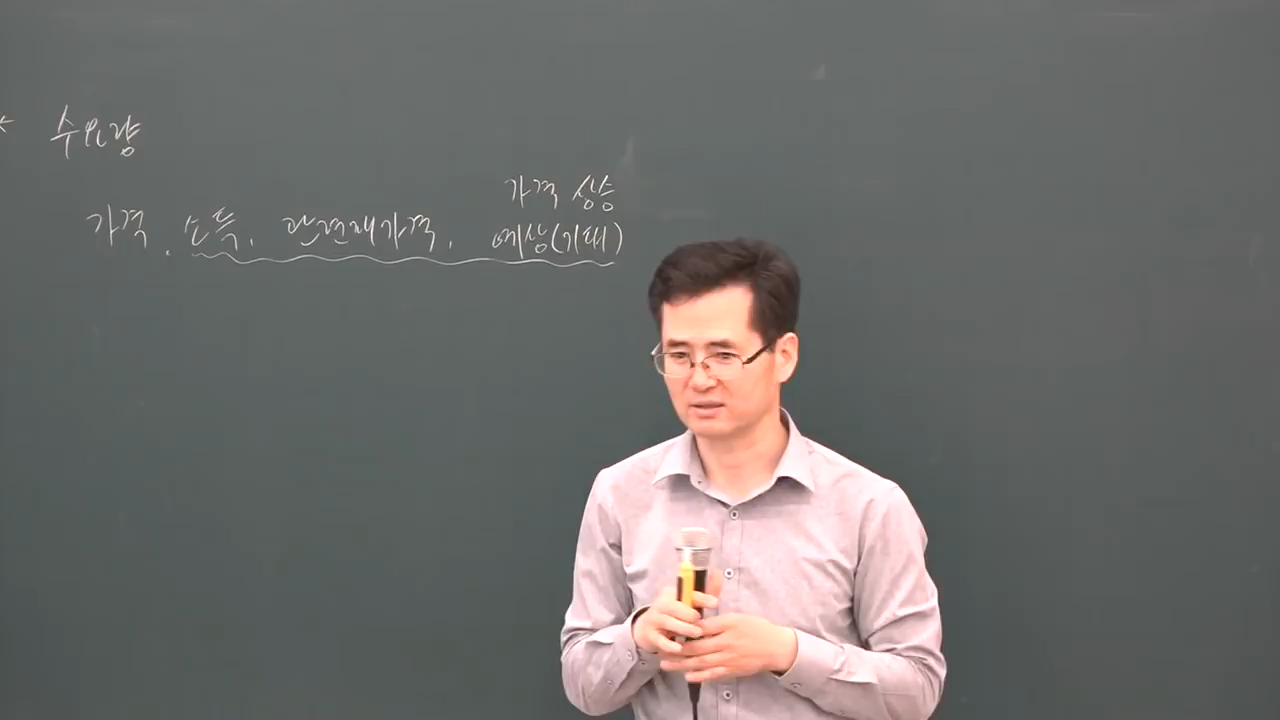 * 수요량
가격 상승
가격, 소득, 관련재가격, 예상(기대)